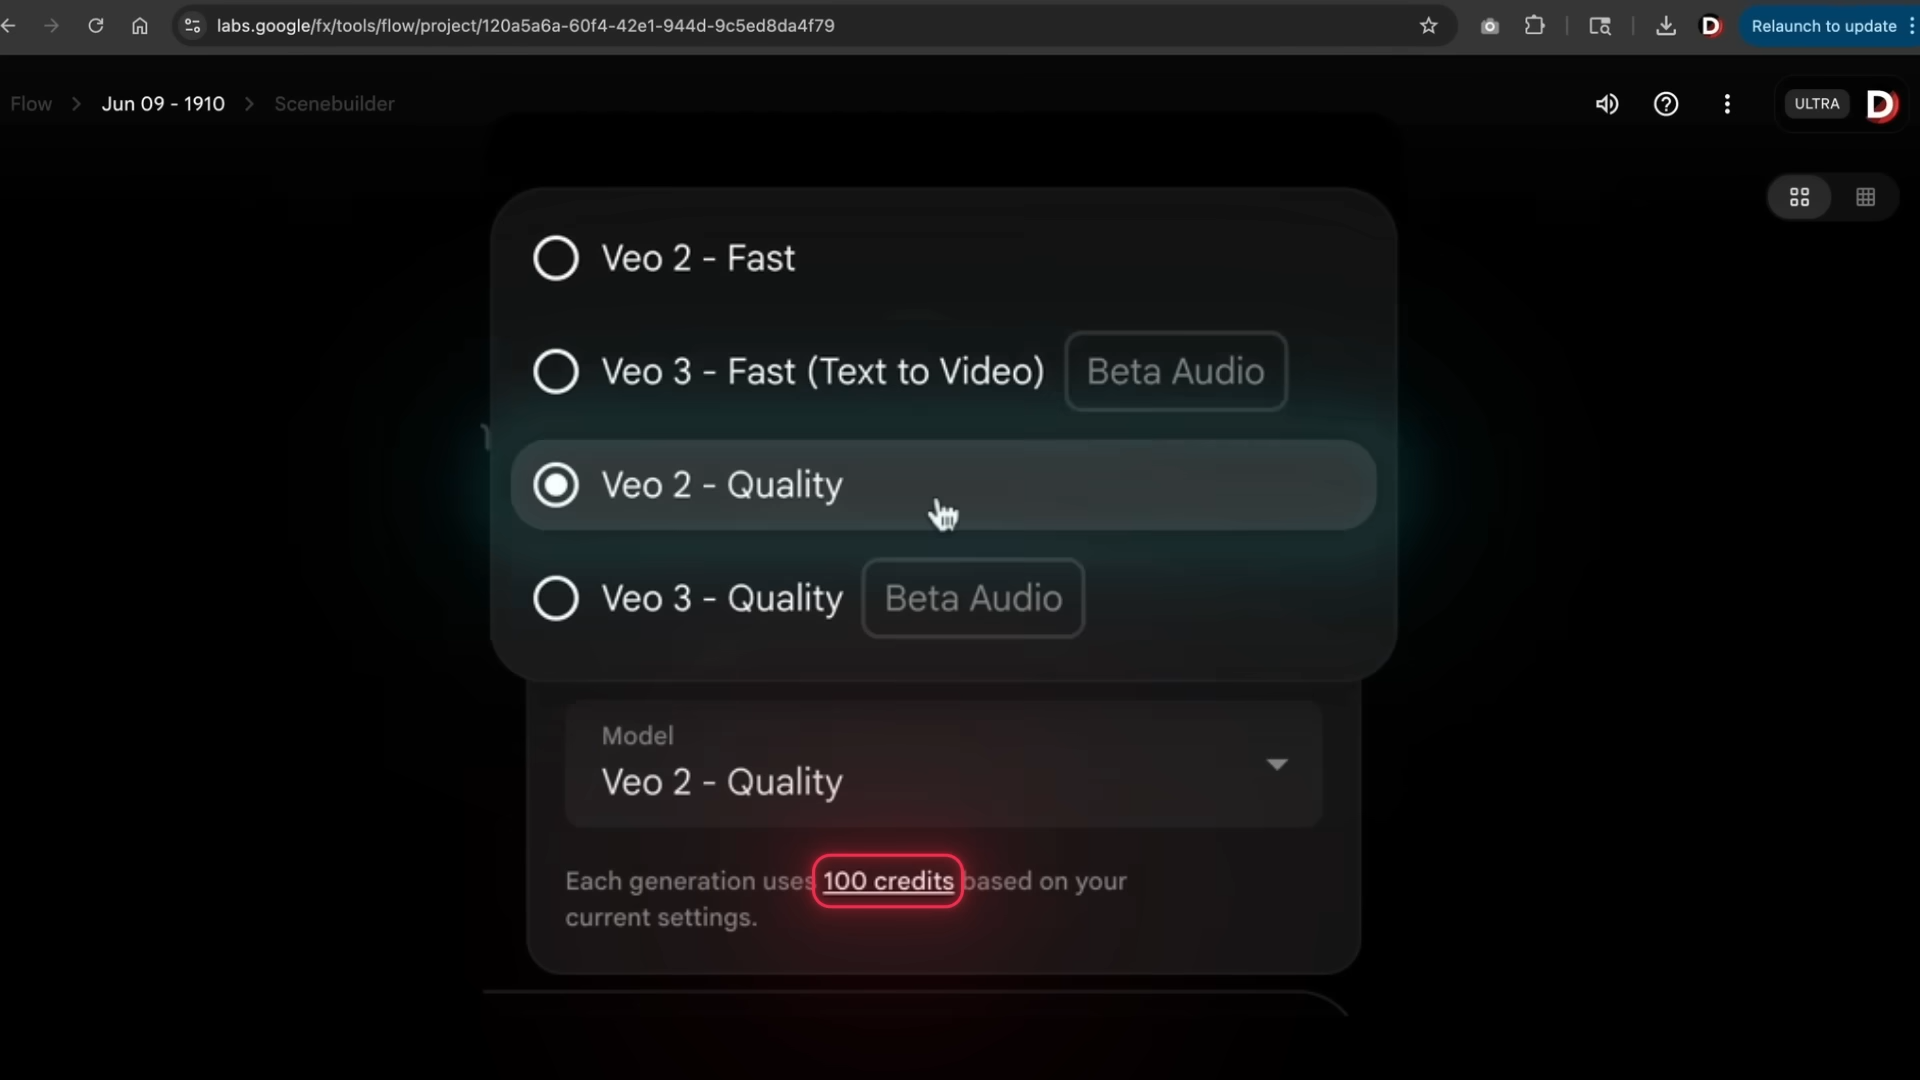 labs.google/fx/tools/flow/project/120a5a6a-60f4-42e1-944d-9c5ed8da4f79
D
Relaunch to update
Flow > Jun 09 - 1910 > Scenebuilder
ULTRA
D
Veo 2 - Fast
Veo 3 - Fast (Text to Video) Beta Audio
Veo 2 - Quality
Veo 3 - Quality Beta Audio
Model
Veo 2 - Quality
Each generation uses 100 credits based on your
current settings.